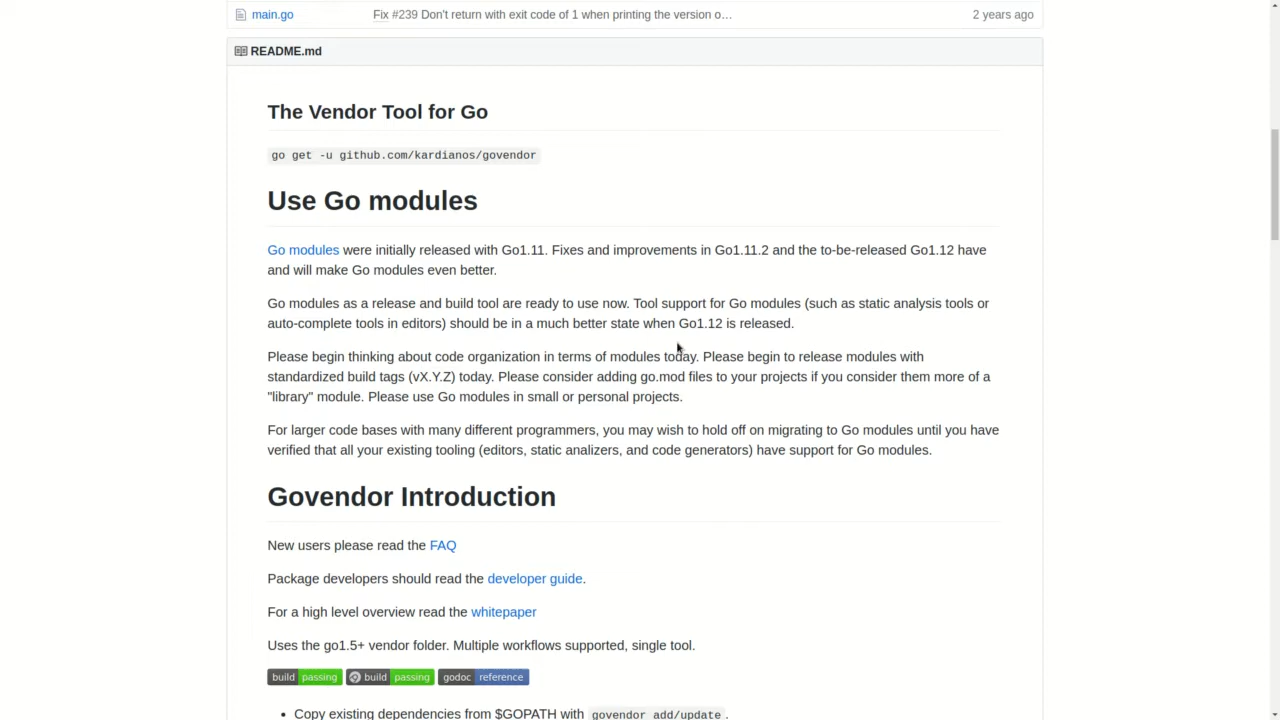 main.go Fix #239 Don't return with exit code of 1 when printing the version o… 2 years ago
README.md
The Vendor Tool for Go
go get -u github.com/kardianos/govendor
Use Go modules
Go modules were initially released with Go1.11. Fixes and improvements in Go1.11.2 and the to-be-released Go1.12 have
and will make Go modules even better.
Go modules as a release and build tool are ready to use now. Tool support for Go modules (such as static analysis tools or
auto-complete tools in editors) should be in a much better state when Go1.12 is released.
Please begin thinking about code organization in terms of modules today. Please begin to release modules with
standardized build tags (vX.Y.Z) today. Please consider adding go.mod files to your projects if you consider them more of a
"library" module. Please use Go modules in small or personal projects.
For larger code bases with many different programmers, you may wish to hold off on migrating to Go modules until you have
verified that all your existing tooling (editors, static analizers, and code generators) have support for Go modules.
Govendor Introduction
New users please read the FAQ
Package developers should read the developer guide.
For a high level overview read the whitepaper
Uses the go1.5+ vendor folder. Multiple workflows supported, single tool.
build passing build passing godoc reference
• Copy existing dependencies from $GOPATH with govendor add/update.